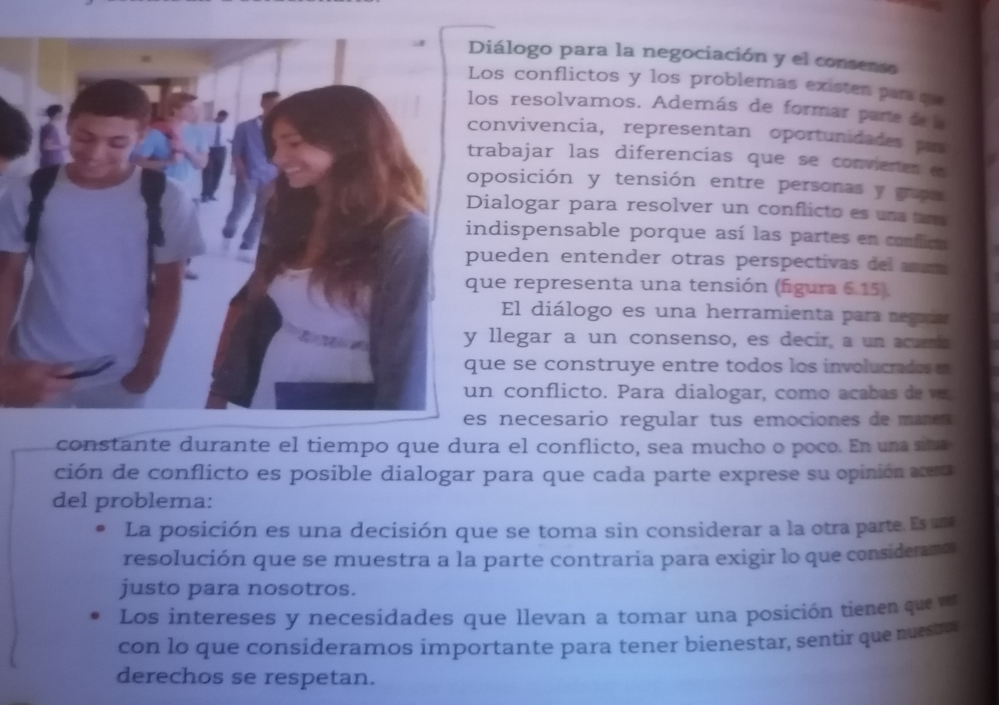 Diálogo para la negociación y el consenso
Los conflictos y los problemas existen para que
los resolvamos. Además de formar parte de la
convivencia, representan oportunidades para
trabajar las diferencias que se convierten en
oposición y tensión entre personas y grupos.
Dialogar para resolver un conflicto es una tarea
indispensable porque así las partes en conflicto
pueden entender otras perspectivas del asunto
que representa una tensión (figura 6.15).
El diálogo es una herramienta para negociar
y llegar a un consenso, es decir, a un acuerdo
que se construye entre todos los involucrados en
un conflicto. Para dialogar, como acabas de ver,
es necesario regular tus emociones de manera
constante durante el tiempo que dura el conflicto, sea mucho o poco. En una situa-
ción de conflicto es posible dialogar para que cada parte exprese su opinión acerca
del problema:
• La posición es una decisión que se toma sin considerar a la otra parte. Es una
resolución que se muestra a la parte contraria para exigir lo que consideramos
justo para nosotros.
• Los intereses y necesidades que llevan a tomar una posición tienen que ver
con lo que consideramos importante para tener bienestar, sentir que nuestros
derechos se respetan.